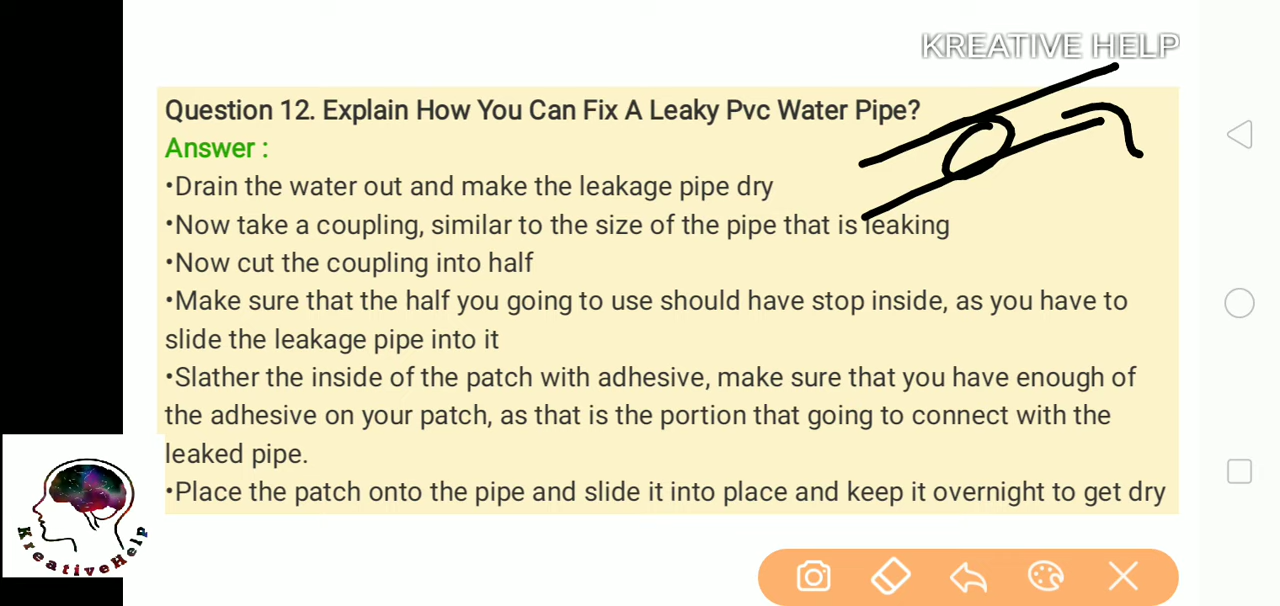 KREATIVE HELP
Question 12. Explain How You Can Fix A Leaky Pvc Water Pipe?
Answer :
•Drain the water out and make the leakage pipe dry
•Now take a coupling, similar to the size of the pipe that is leaking
•Now cut the coupling into half
•Make sure that the half you going to use should have stop inside, as you have to
slide the leakage pipe into it
•Slather the inside of the patch with adhesive, make sure that you have enough of
the adhesive on your patch, as that is the portion that going to connect with the
leaked pipe.
•Place the patch onto the pipe and slide it into place and keep it overnight to get dry
KreativeHelp